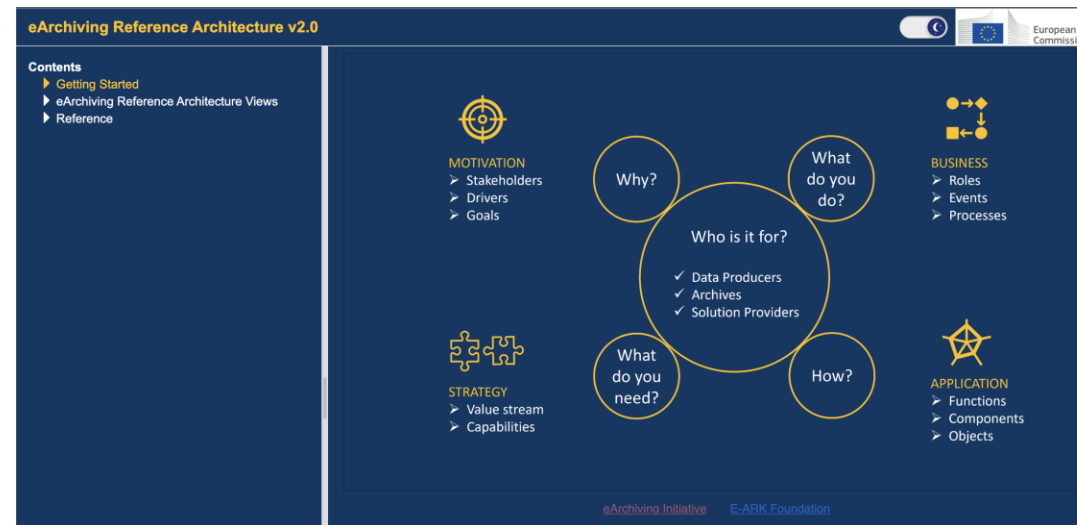 eArchiving Reference Architecture v2.0
European
Commissi
Contents
Getting Started
eArchiving Reference Architecture Views
Reference
MOTIVATION
Stakeholders
Drivers
Goals
Why?
What
do you
do?
BUSINESS
Roles
Events
Processes
Who is it for?
Data Producers
Archives
Solution Providers
STRATEGY
Value stream
Capabilities
What
do you
need?
How?
APPLICATION
Functions
Components
Objects
eArchiving Initiative
E-ARK Foundation